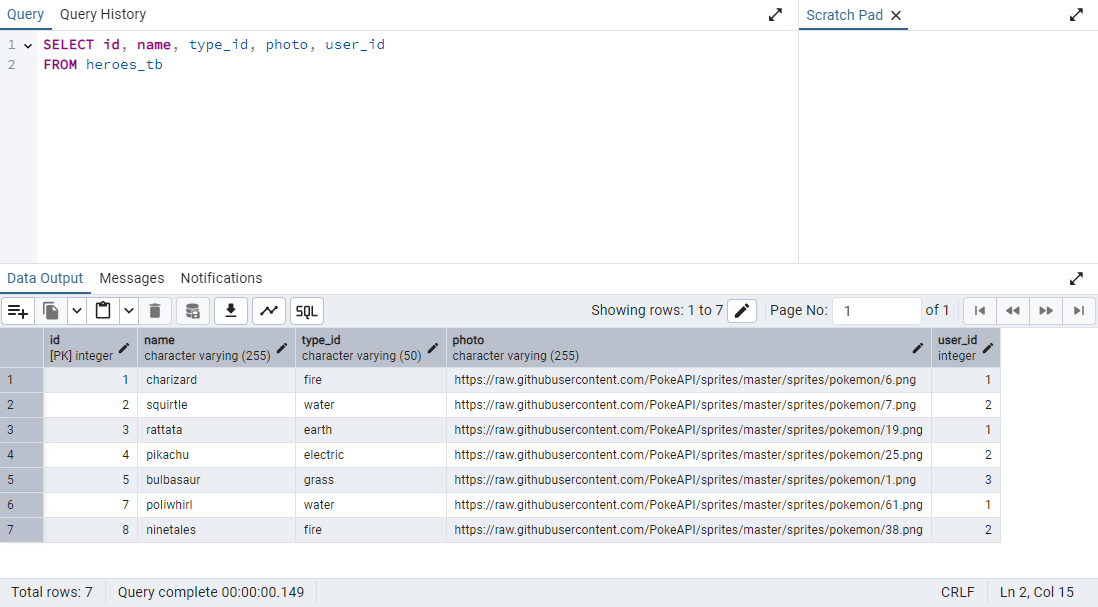 Query Query History Scratch Pad
1 SELECT id, name, type_id, photo, user_id
2 FROM heroes_tb
Data Output Messages Notifications
SQL Showing rows: 1 to 7 Page No: 1 of 1
id name type_id photo user_id
[PK] integer character varying (255) character varying (50) character varying (255) integer
1 1 charizard fire https://raw.githubusercontent.com/PokeAPI/sprites/master/sprites/pokemon/6.png 1
2 2 squirtle water https://raw.githubusercontent.com/PokeAPI/sprites/master/sprites/pokemon/7.png 2
3 3 rattata earth https://raw.githubusercontent.com/PokeAPI/sprites/master/sprites/pokemon/19.png 1
4 4 pikachu electric https://raw.githubusercontent.com/PokeAPI/sprites/master/sprites/pokemon/25.png 2
5 5 bulbasaur grass https://raw.githubusercontent.com/PokeAPI/sprites/master/sprites/pokemon/1.png 3
6 7 poliwhirl water https://raw.githubusercontent.com/PokeAPI/sprites/master/sprites/pokemon/61.png 1
7 8 ninetales fire https://raw.githubusercontent.com/PokeAPI/sprites/master/sprites/pokemon/38.png 2
Total rows: 7 Query complete 00:00:00.149 CRLF Ln 2, Col 15